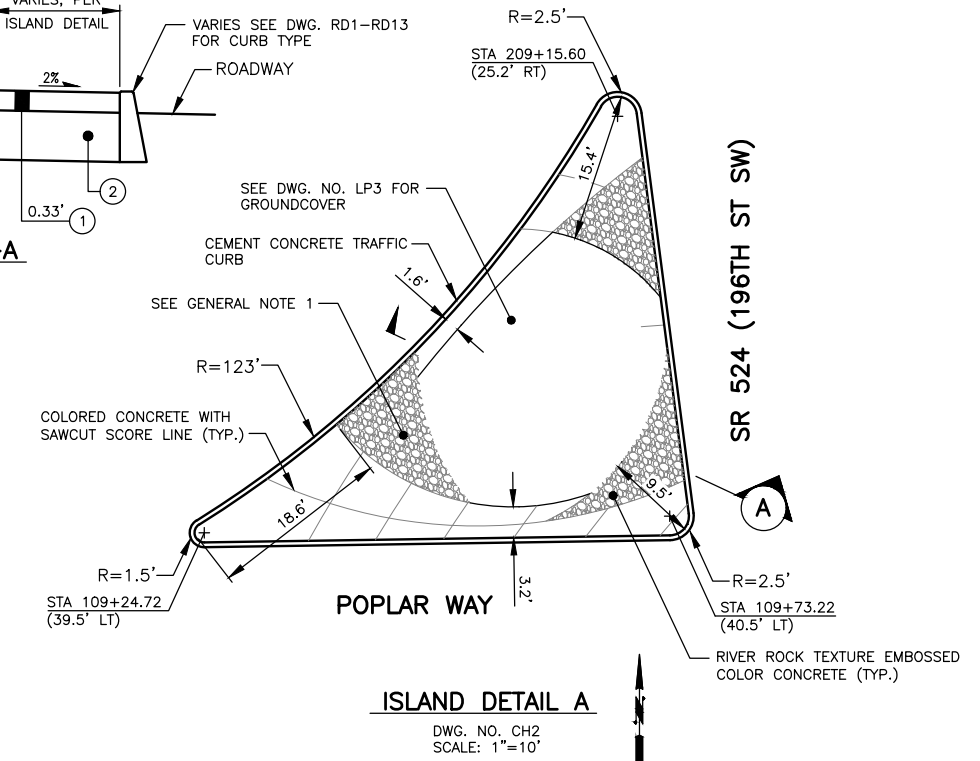 VARIES, PER
ISLAND DETAIL
VARIES SEE DWG. RD1-RD13
FOR CURB TYPE
2%
ROADWAY
2
0.33'
1
-A
R=2.5'
STA 209+15.60
(25.2' RT)
15.4'
SEE DWG. NO. LP3 FOR
GROUNDCOVER
CEMENT CONCRETE TRAFFIC
CURB
1.6'
SEE GENERAL NOTE 1
R=123'
COLORED CONCRETE WITH
SAWCUT SCORE LINE (TYP.)
SR 524 (196TH ST SW)
18.6'
9.5'
A
R=1.5'
STA 109+24.72
(39.5' LT)
3.2'
POPLAR WAY
R=2.5'
STA 109+73.22
(40.5' LT)
RIVER ROCK TEXTURE EMBOSSED
COLOR CONCRETE (TYP.)
ISLAND DETAIL A
DWG. NO. CH2
SCALE: 1"=10'